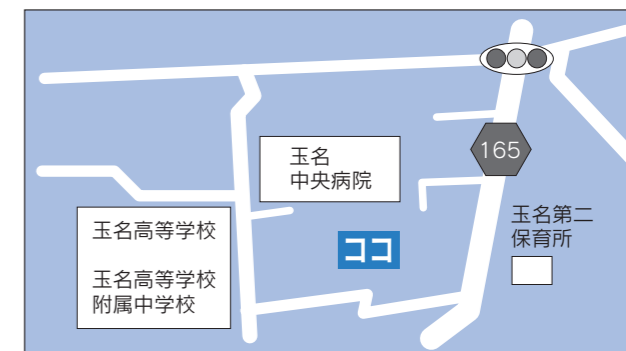 玉名
中央病院
165
玉名第二
保育所
玉名高等学校
玉名高等学校
附属中学校
ココ